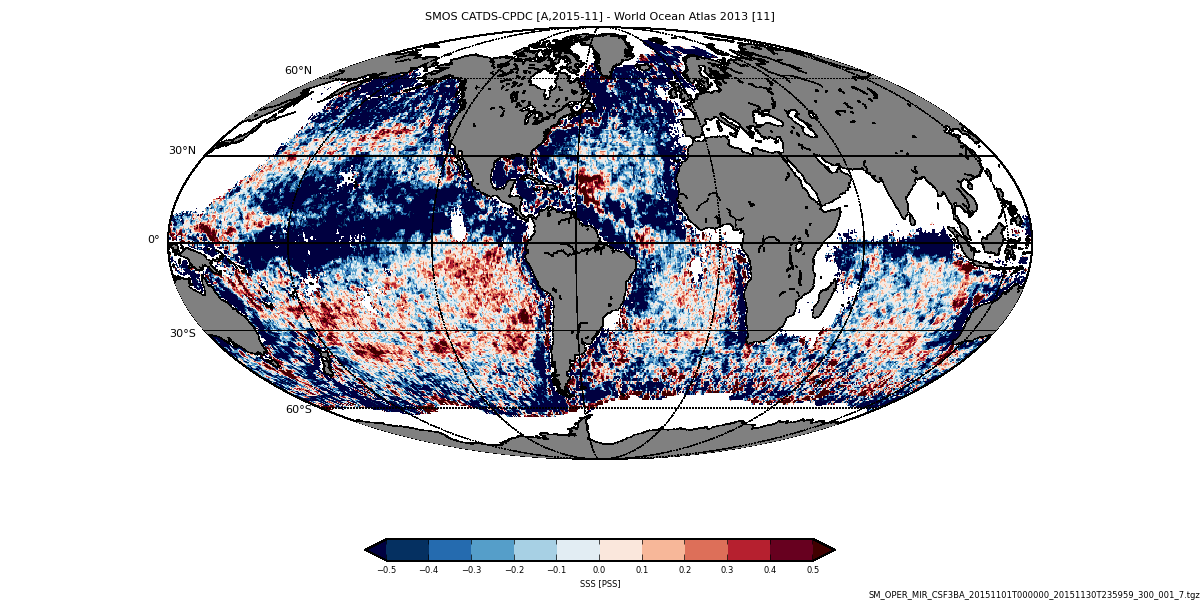 SMOS CATDS-CPDC [A,2015-11] - World Ocean Atlas 2013 [11]
60°N
30°N
0°
30°S
60°S
−0.5 −0.4 −0.3 −0.2 −0.1 0.0 0.1 0.2 0.3 0.4 0.5
SSS [PSS]
SM_OPER_MIR_CSF3BA_20151101T000000_20151130T235959_300_001_7.tgz